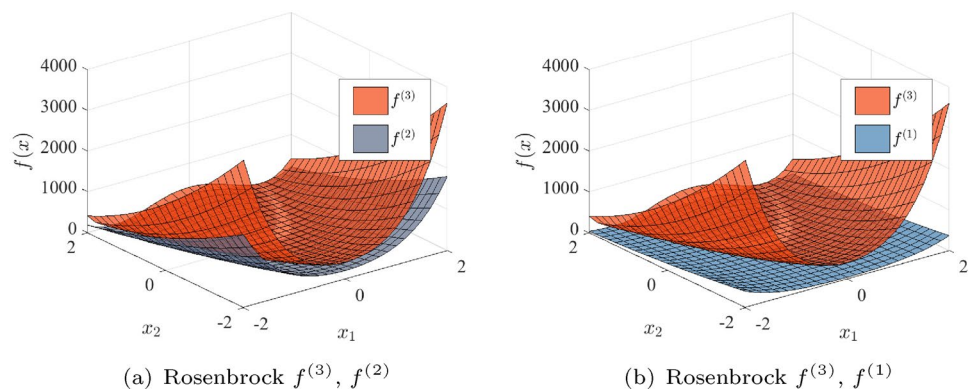 4000
3000
2000
1000
0
f(x)
f^{(3)}
f^{(2)}
2
0
-2
x_2
-2
0
2
x_1
(a) Rosenbrock f^{(3)}, f^{(2)}
4000
3000
2000
1000
0
f(x)
f^{(3)}
f^{(1)}
2
0
-2
x_2
-2
0
2
x_1
(b) Rosenbrock f^{(3)}, f^{(1)}